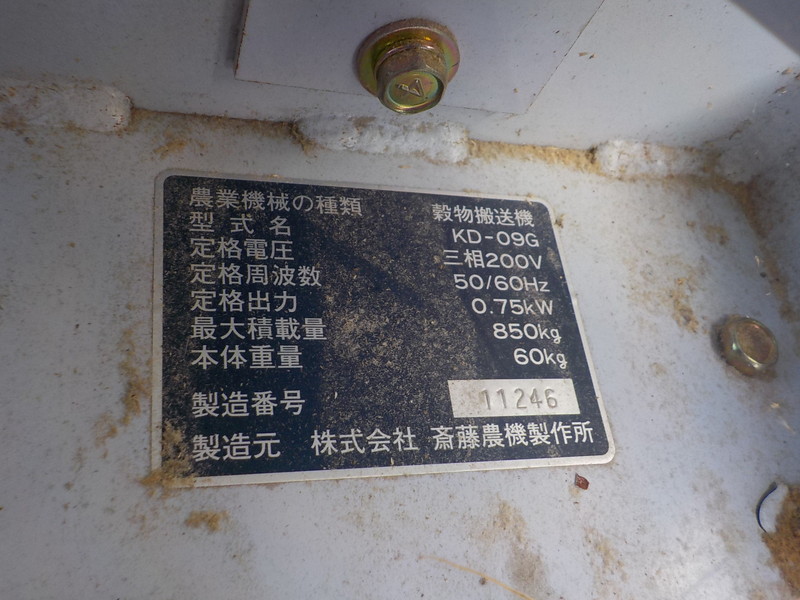 農業機械の種類 穀物搬送機
型式名 KD-09G
定格電圧 三相200V
定格周波数 50/60Hz
定格出力 0.75kW
最大積載量 850kg
本体重量 60kg
製造番号 11246
製造元 株式会社 斎藤農機製作所